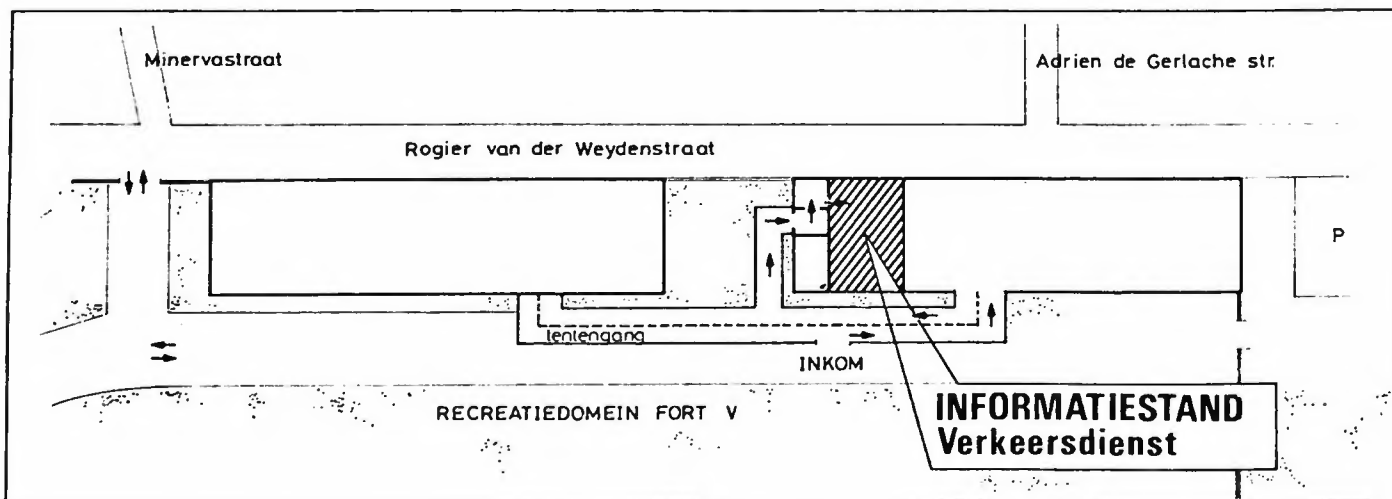 Minervastraat
Adrien de Gerlache str.
Rogier van der Weydenstraat
P
tentengang
INKOM
RECREATIEDOMEIN FORT V
INFORMATIESTAND
Verkeersdienst